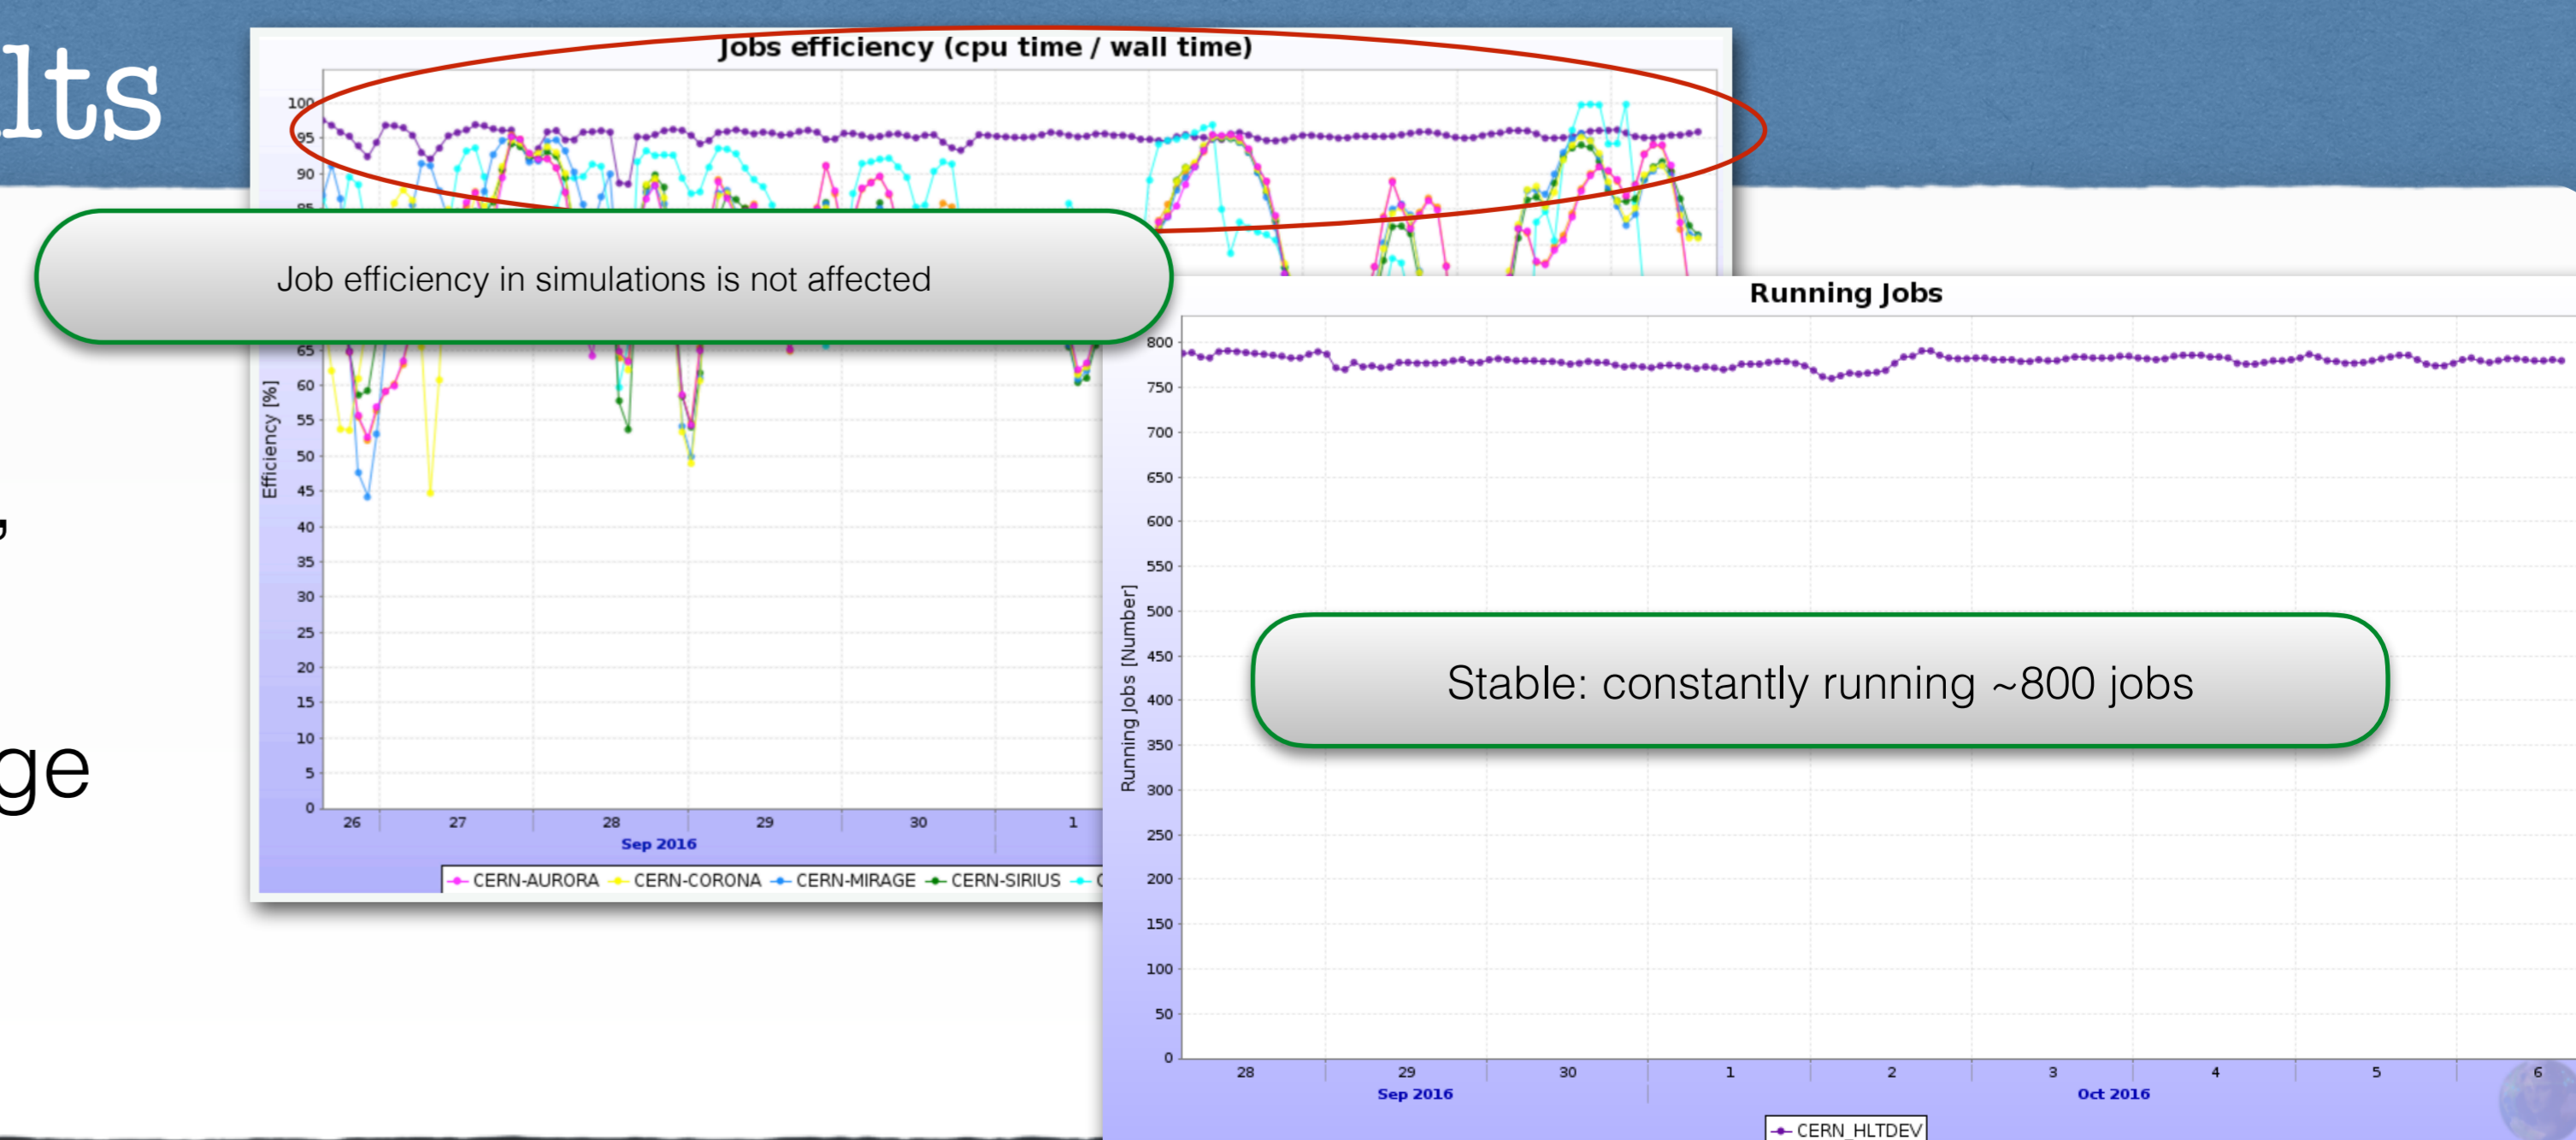 lts
,
ge
Jobs efficiency (cpu time / wall time)
100
95
90
85
Job efficiency in simulations is not affected
65
60
55
50
45
40
35
30
25
20
15
10
5
0
Efficiency [%]
26 27 28 29 30 1
Sep 2016
CERN-AURORA CERN-CORONA CERN-MIRAGE CERN-SIRIUS
Running Jobs
800
750
700
650
600
550
500
450
400
350
300
250
200
150
100
50
0
Running Jobs [Number]
Stable: constantly running ~800 jobs
28 29 30 1 2 3 4 5 6
Sep 2016 Oct 2016
CERN_HLTDEV